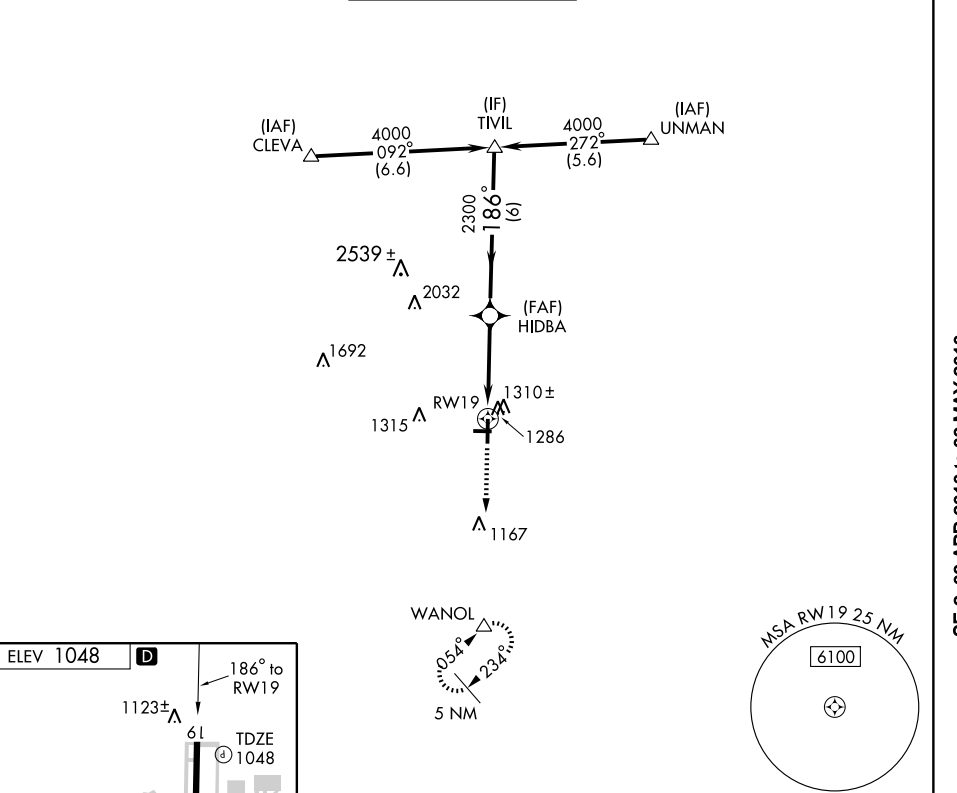 (IAF)
CLEVA
4000
092°
(6.6)
(IF)
TIVIL
4000
272°
(5.6)
(IAF)
UNMAN
2300
186°
(6)
2539 ±
2032
(FAF)
HIDBA
1692
RW19
1310 ±
1315
1286
1167
WANOL
054°
234°
5 NM
MSA RW19 25 NM
6100
ELEV 1048
D
186° to
RW19
1123±
19
TDZE
1048
P